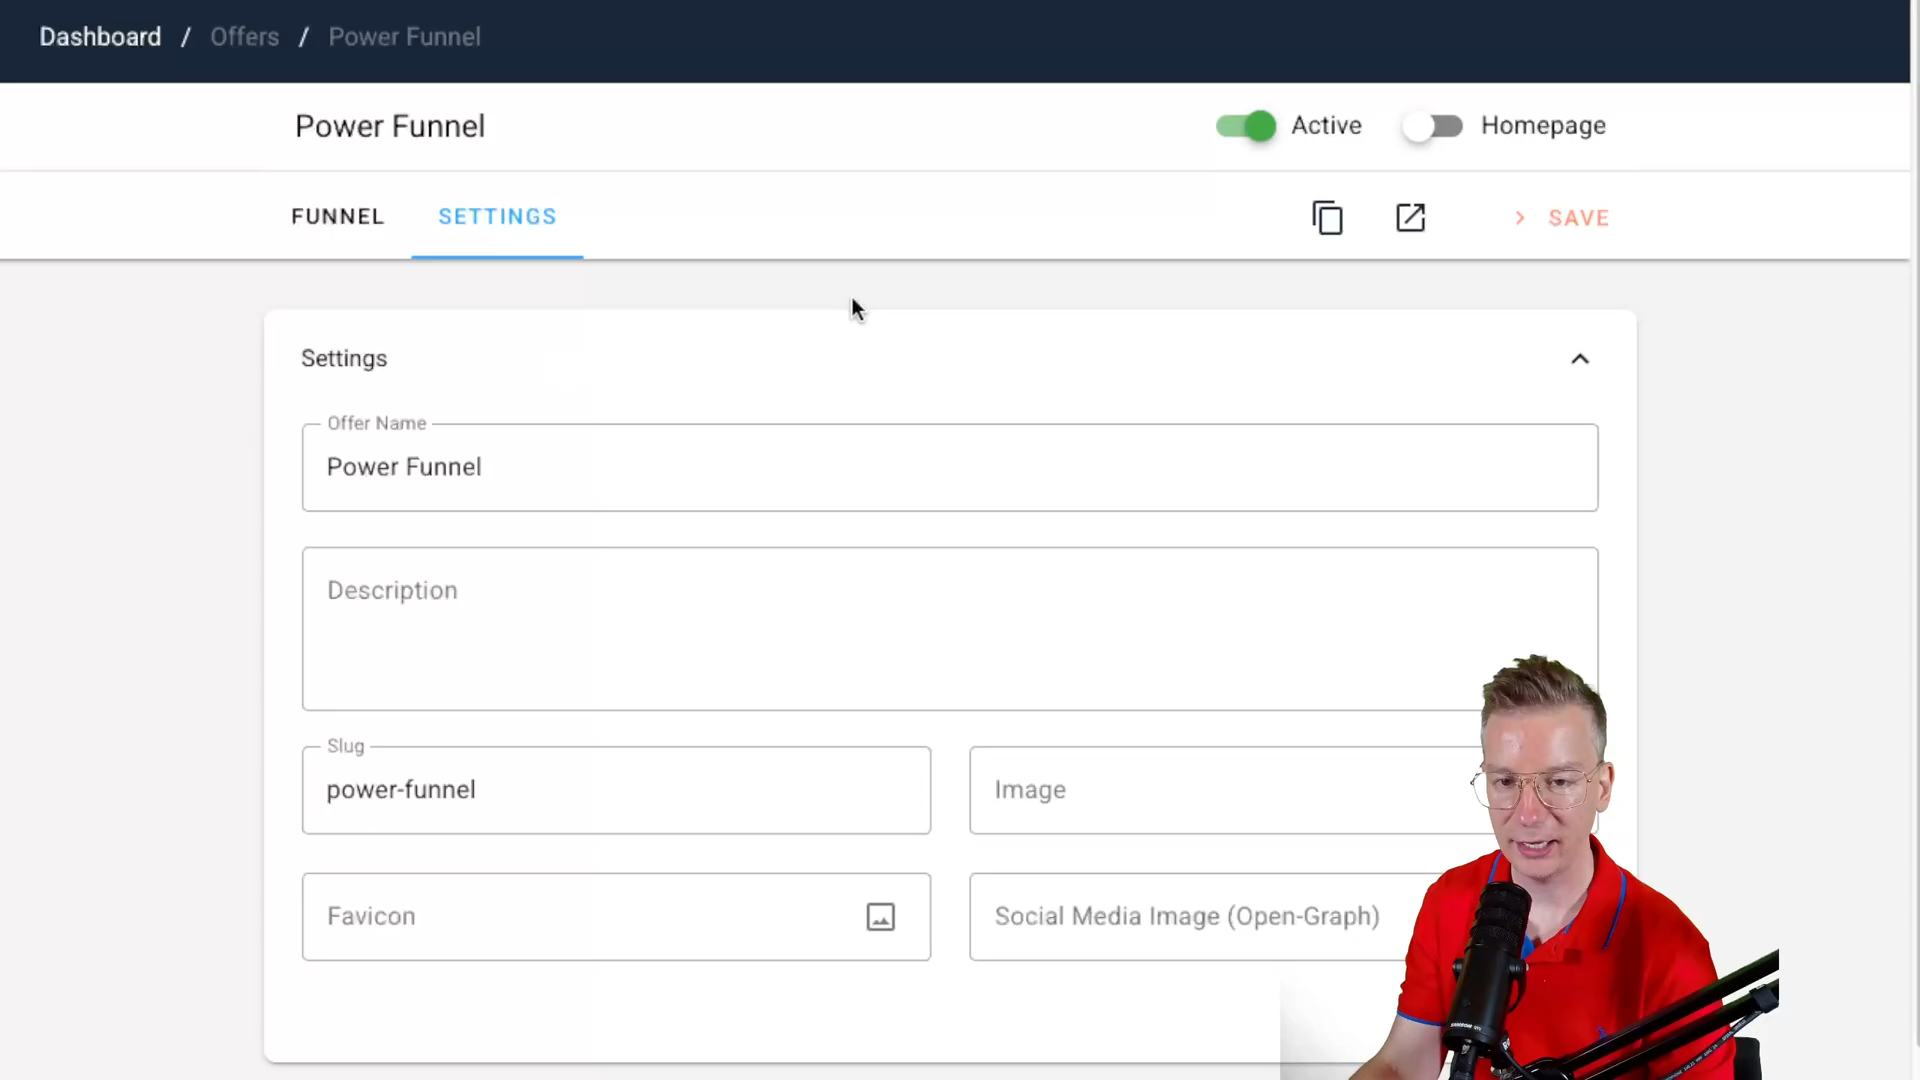 Dashboard / Offers / Power Funnel
Power Funnel
Active
Homepage
FUNNEL
SETTINGS
> SAVE
Settings
Offer Name
Power Funnel
Description
Slug
power-funnel
Image
Favicon
Social Media Image (Open-Graph)
SAMSON